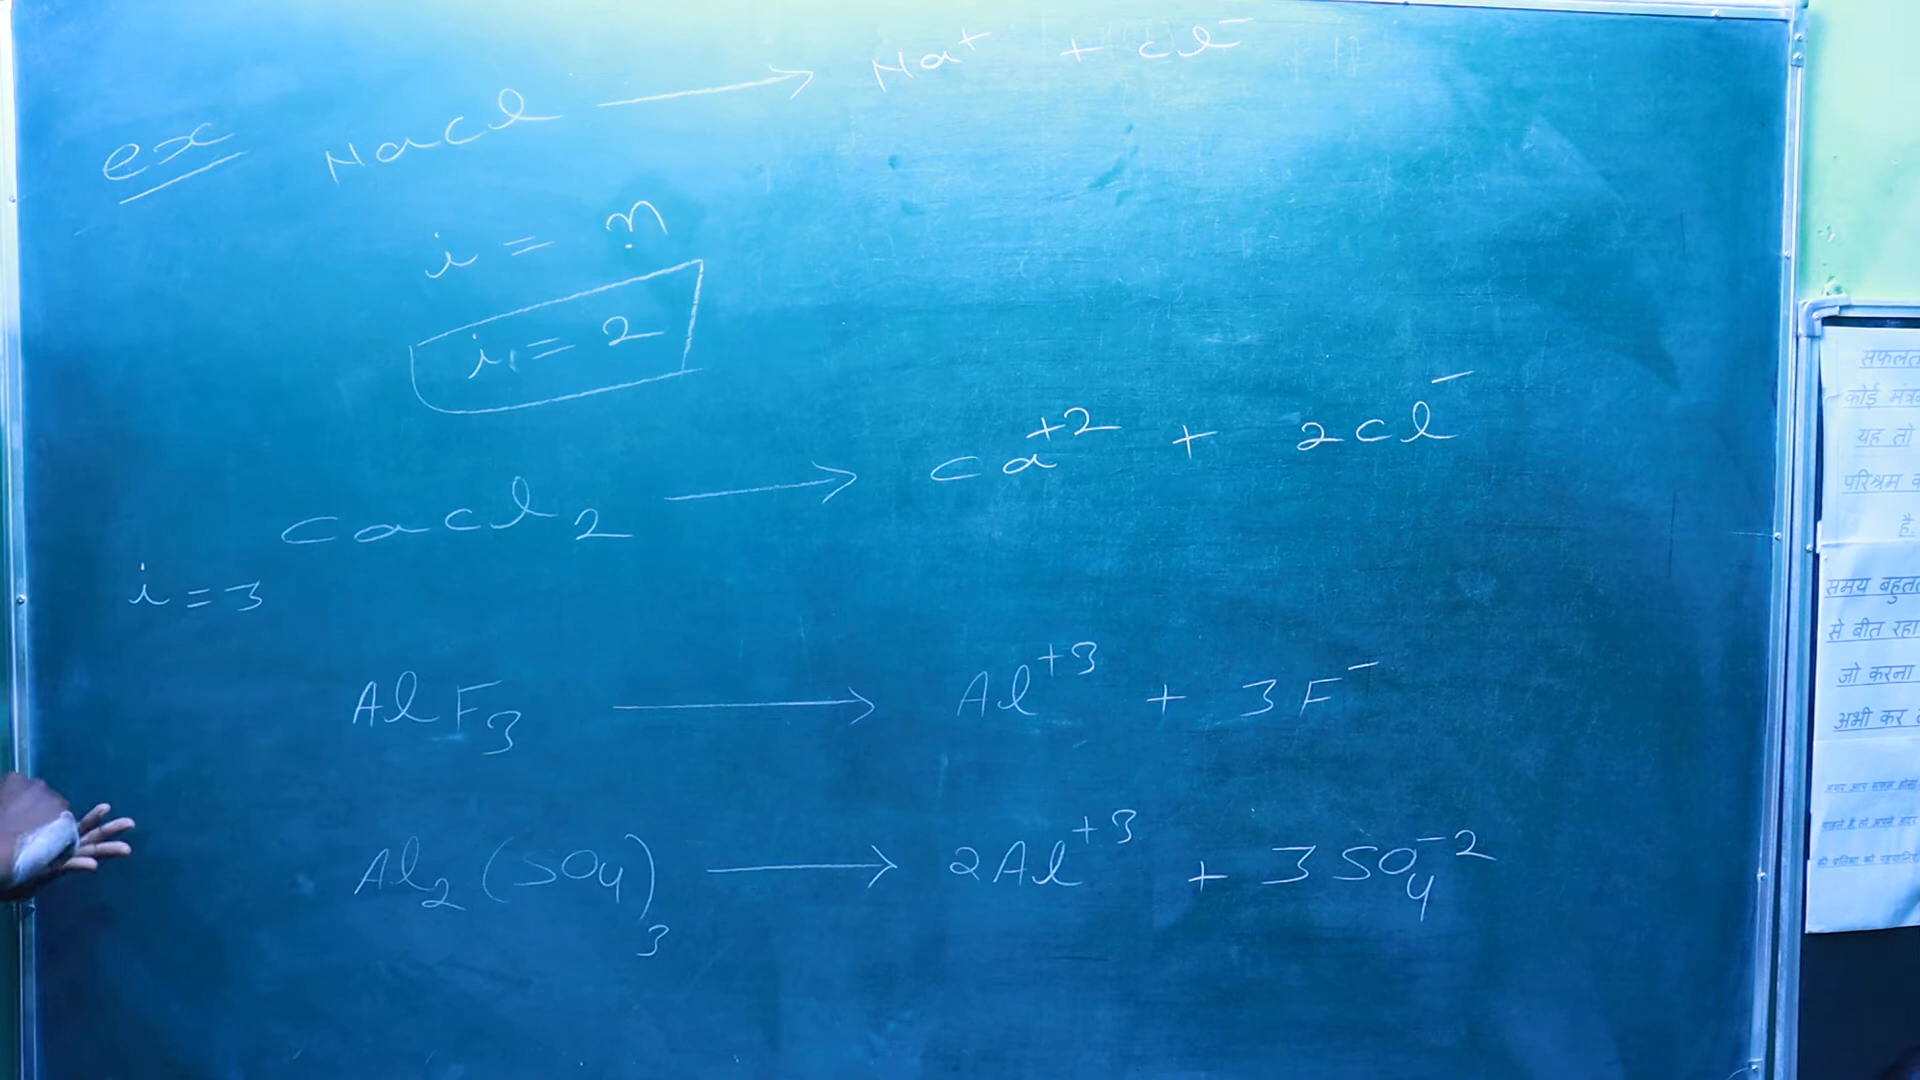 ex NaCl ⟶ Na⁺ + Cl⁻
i = n
i = 2
CaCl₂ ⟶ Ca⁺² + 2Cl⁻
i = 3
AlF₃ ⟶ Al⁺³ + 3F⁻
Al₂(SO₄)₃ ⟶ 2Al⁺³ + 3SO₄⁻²
सफलत
कोई मंत्र
यह तो
परिश्रम क
है.
समय बहुत
से बीत रहा
जो करना
अभी कर